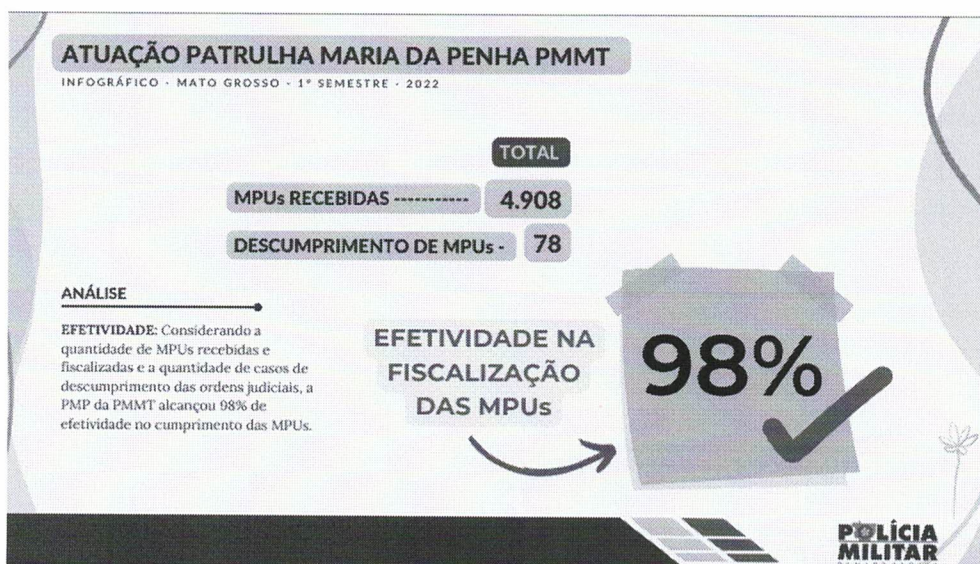 ATUAÇÃO PATRULHA MARIA DA PENHA PMMT
INFOGRÁFICO - MATO GROSSO - 1º SEMESTRE - 2022
TOTAL
MPUs RECEBIDAS ----------- 4.908
DESCUMPRIMENTO DE MPUs - 78
ANÁLISE
EFETIVIDADE: Considerando a
quantidade de MPUs recebidas e
fiscalizadas e a quantidade de casos de
descumprimento das ordens judiciais, a
PMP da PMMT alcançou 98% de
efetividade no cumprimento das MPUs.
EFETIVIDADE NA
FISCALIZAÇÃO
DAS MPUs
98%
POLÍCIA
MILITAR